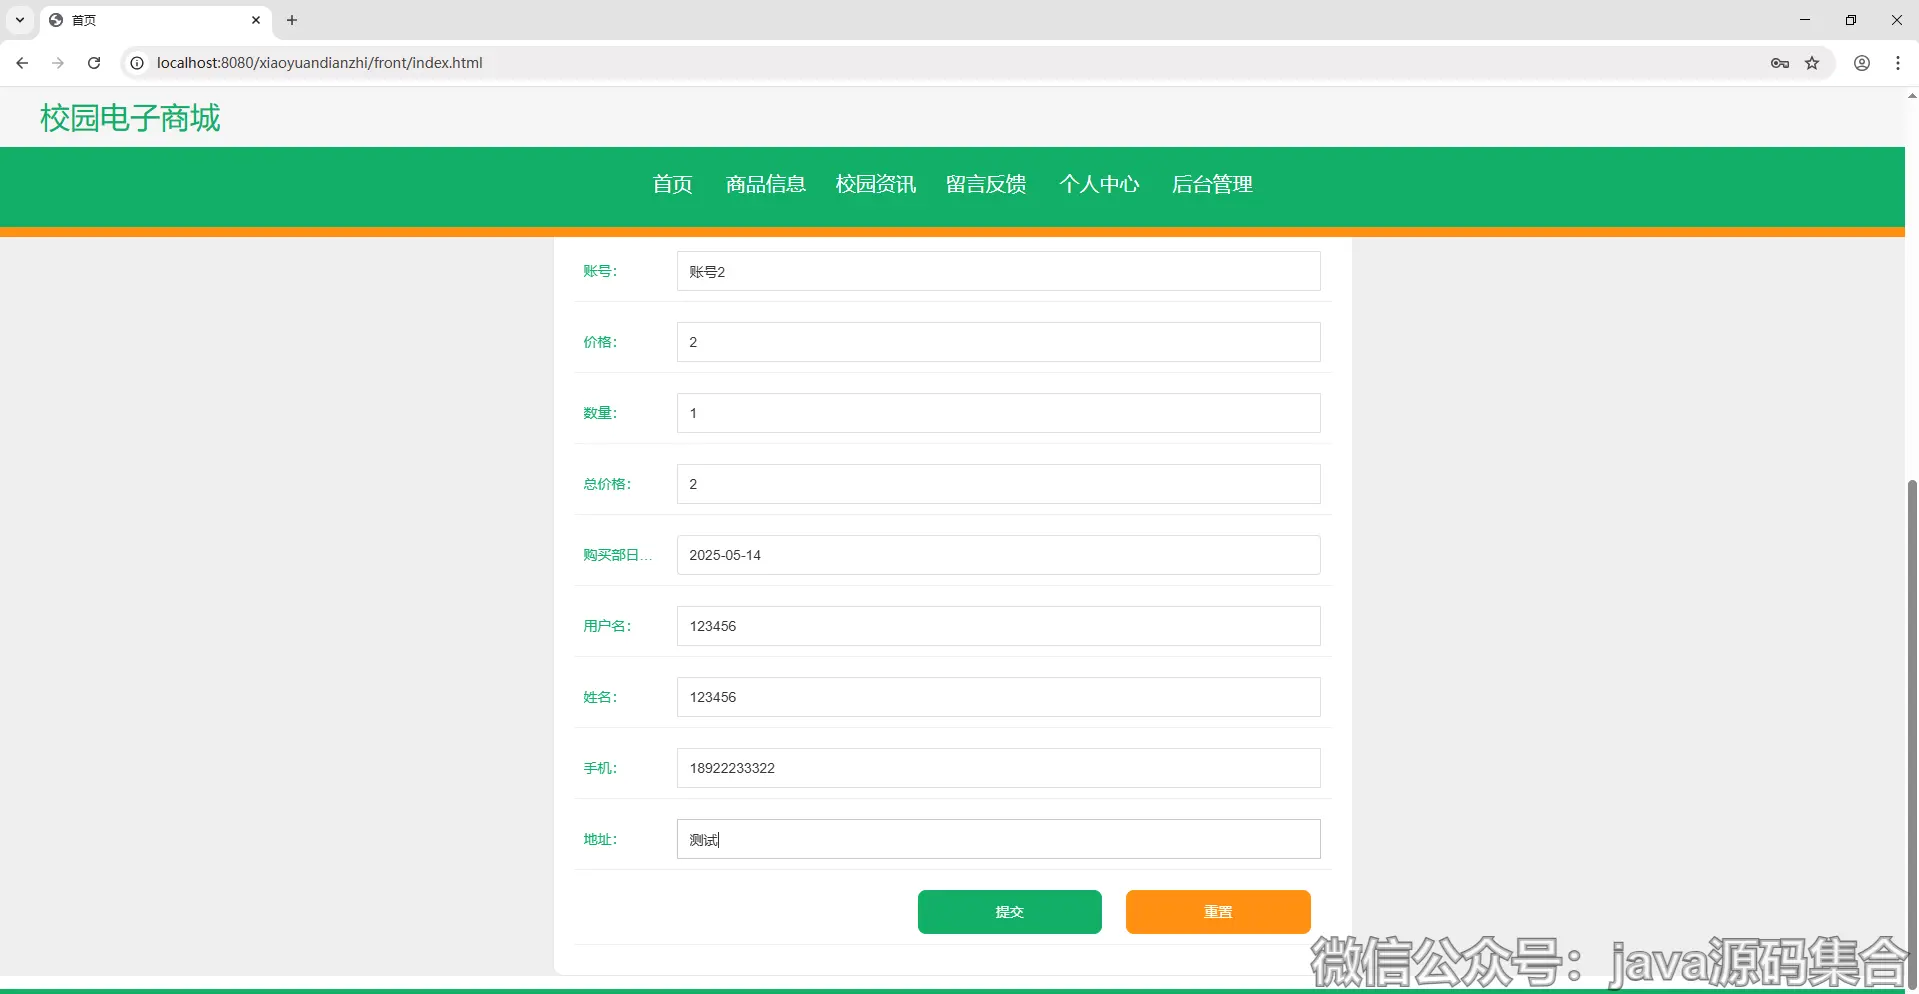 首页
localhost:8080/xiaoyuandianzhi/front/index.html
校园电子商城
首页 商品信息 校园资讯 留言反馈 个人中心 后台管理
账号： 账号2
价格： 2
数量： 1
总价格： 2
购买部日... 2025-05-14
用户名： 123456
姓名： 123456
手机： 18922233322
地址： 测试
提交 重置
微信公众号：java源码集合